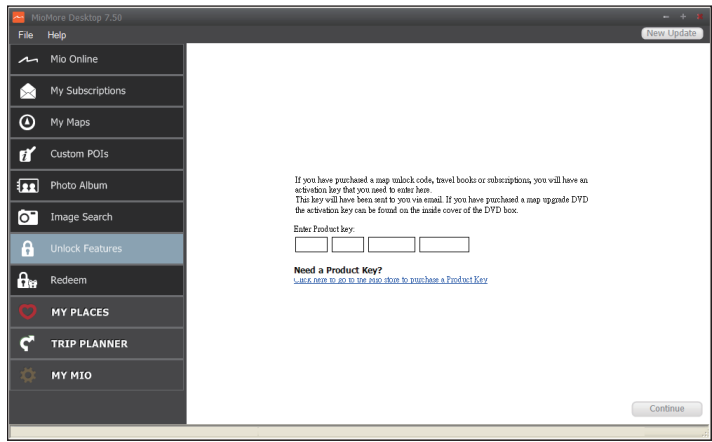 MioMore Desktop 7.50
File Help
New Update
Mio Online
My Subscriptions
My Maps
Custom POIs
Photo Album
Image Search
Unlock Features
Redeem
MY PLACES
TRIP PLANNER
MY MIO
If you have purchased a map unlock code, travel books or subscriptions, you will have an
activation key that you need to enter here.
This key will have been sent to you via email. If you have purchased a map upgrade DVD
the activation key can be found on the inside cover of the DVD box.
Enter Product key:
Need a Product Key?
Click here to go to the Mio store to purchase a Product Key
Continue